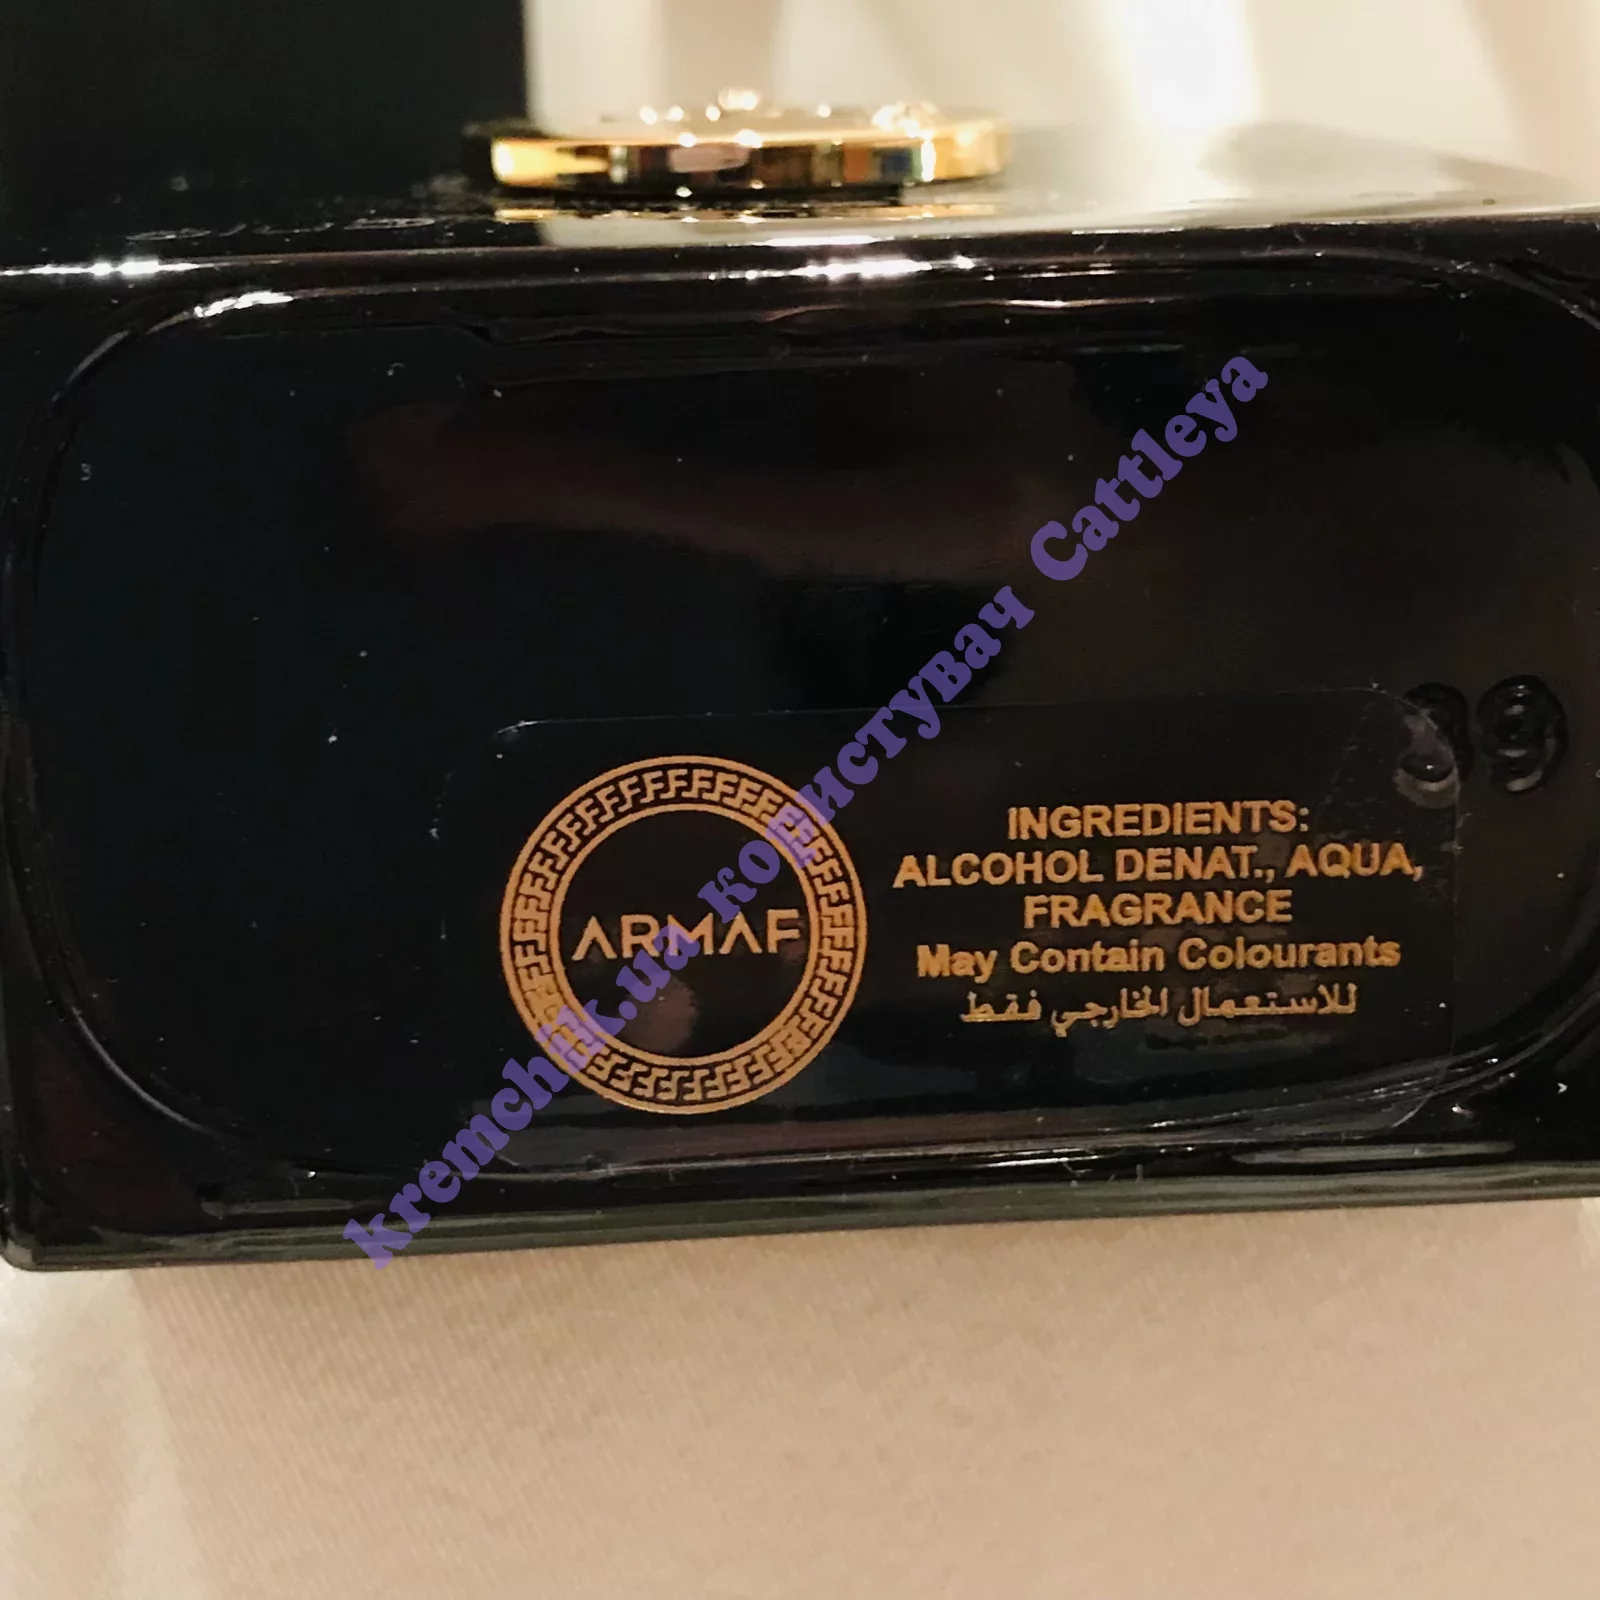 ARMAF
INGREDIENTS:
ALCOHOL DENAT., AQUA,
FRAGRANCE
May Contain Colourants
للاستعمال الخارجي فقط
kremchik.ua користувач Cattleya